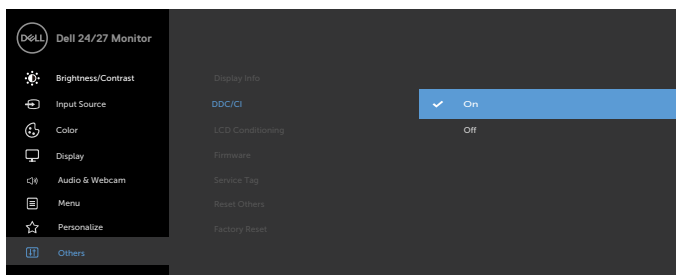 DELL
Dell 24/27 Monitor
Brightness/Contrast
Input Source
Color
Display
Audio & Webcam
Menu
Personalize
Others
Display Info
DDC/CI
LCD Conditioning
Firmware
Service Tag
Reset Others
Factory Reset
On
Off